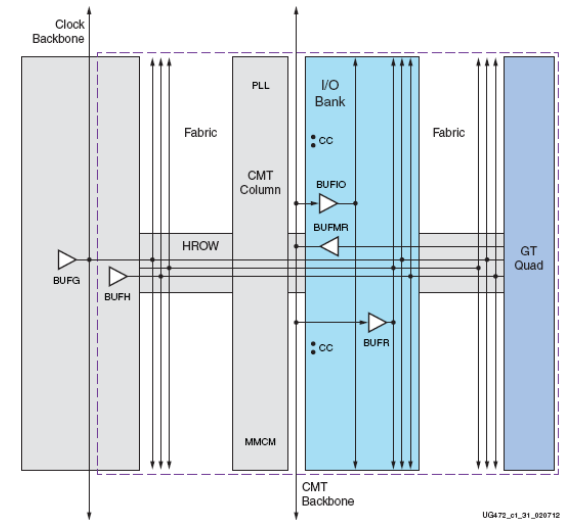 Clock
Backbone
PLL
I/O
Bank
Fabric
CC
Fabric
CMT
Column
BUFIO
BUFMR
HROW
GT
Quad
BUFG
BUFH
BUFR
CC
MMCM
CMT
Backbone
UG472_c1_31_020712